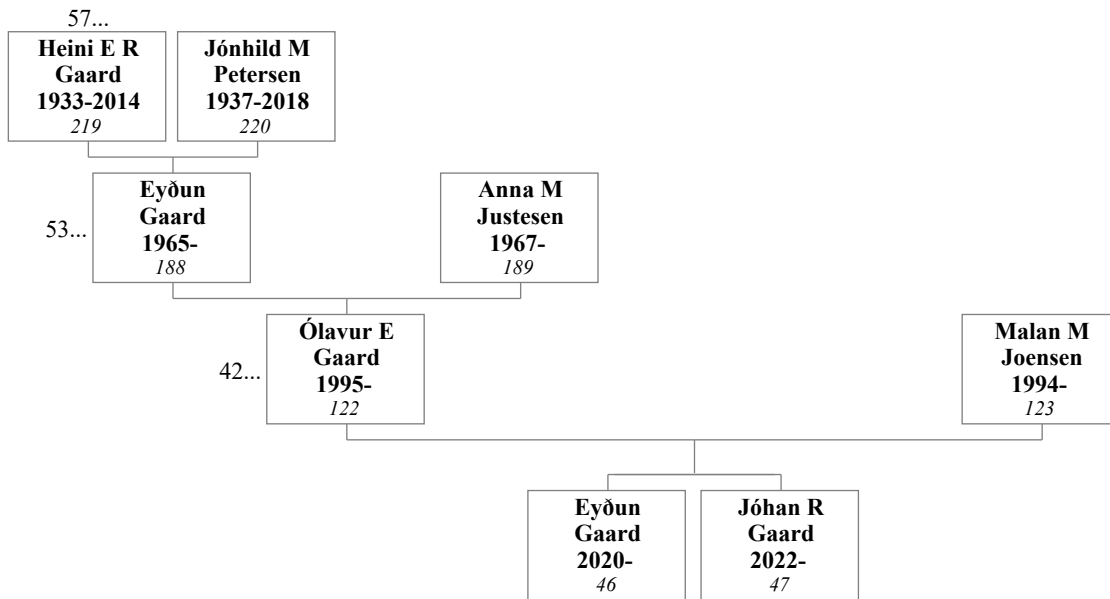 57...
Heini E R
Gaard
1933-2014
219
Jónhild M
Petersen
1937-2018
220
53...
Eyðun
Gaard
1965-
188
Anna M
Justesen
1967-
189
42...
Ólavur E
Gaard
1995-
122
Malan M
Joensen
1994-
123
Eyðun
Gaard
2020-
46
Jóhan R
Gaard
2022-
47